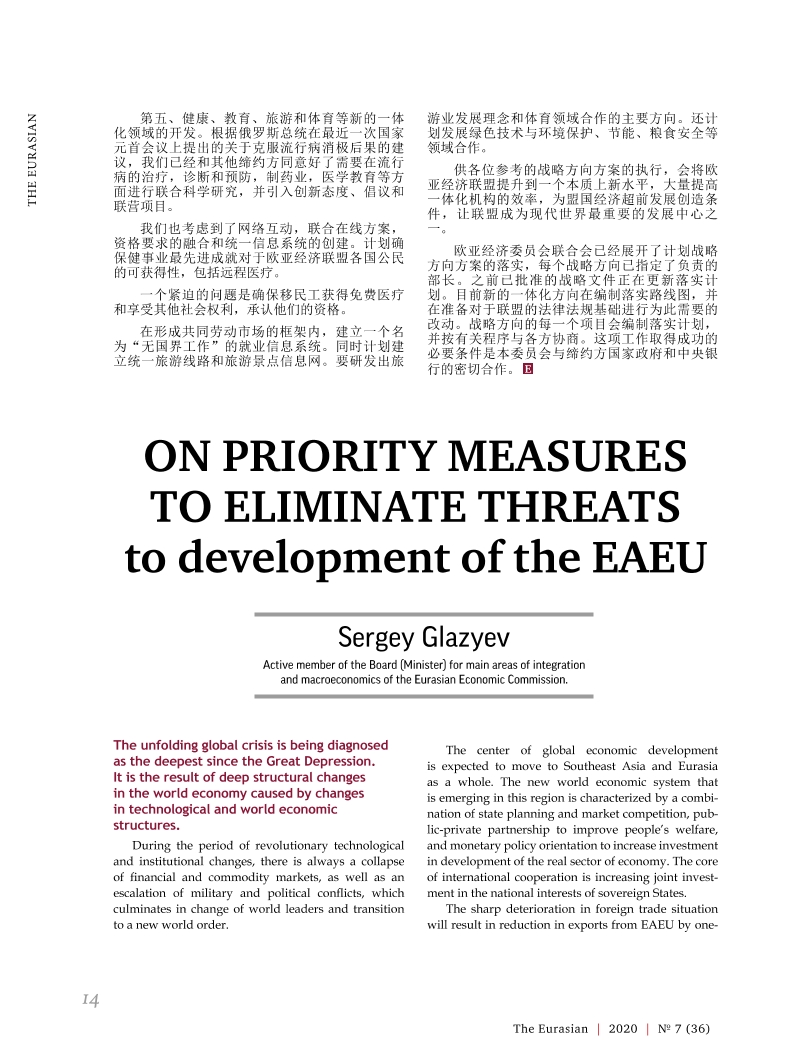 THE EURASIAN
第五、健康、教育、旅游和体育等新的一体
化领域的开发。根据俄罗斯总统在最近一次国家
元首会议上提出的关于克服流行病消极后果的建
议，我们已经和其他缔约方同意好了需要在流行
病的治疗，诊断和预防，制药业，医学教育等方
面进行联合科学研究，并引入创新态度、倡议和
联营项目。
我们也考虑到了网络互动，联合在线方案，
资格要求的融合和统一信息系统的创建。计划确
保健事业最先进成就对于欧亚经济联盟各国公民
的可获得性，包括远程医疗。
一个紧迫的问题是确保移民工获得免费医疗
和享受其他社会权利，承认他们的资格。
在形成共同劳动市场的框架内，建立一个名
为“无国界工作”的就业信息系统。同时计划建
立统一旅游线路和旅游景点信息网。要研发出旅
游业发展理念和体育领域合作的主要方向。还计
划发展绿色技术与环境保护、节能、粮食安全等
领域合作。
供各位参考的战略方向方案的执行，会将欧
亚经济联盟提升到一个本质上新水平，大量提高
一体化机构的效率，为盟国经济超前发展创造条
件，让联盟成为现代世界最重要的发展中心之
一。
欧亚经济委员会联合会已经展开了计划战略
方向方案的落实，每个战略方向已指定了负责的
部长。之前已批准的战略文件正在更新落实计
划。目前新的一体化方向在编制落实路线图，并
在准备对于联盟的法律法规基础进行为此需要的
改动。战略方向的每一个项目会编制落实计划，
并按有关程序与各方协商。这项工作取得成功的
必要条件是本委员会与缔约方国家政府和中央银
行的密切合作。E
ON PRIORITY MEASURES
TO ELIMINATE THREATS
to development of the EAEU
Sergey Glazyev
Active member of the Board (Minister) for main areas of integration
and macroeconomics of the Eurasian Economic Commission.
The unfolding global crisis is being diagnosed
as the deepest since the Great Depression.
It is the result of deep structural changes
in the world economy caused by changes
in technological and world economic
structures.
During the period of revolutionary technological
and institutional changes, there is always a collapse
of financial and commodity markets, as well as an
escalation of military and political conflicts, which
culminates in change of world leaders and transition
to a new world order.
The center of global economic development
is expected to move to Southeast Asia and Eurasia
as a whole. The new world economic system that
is emerging in this region is characterized by a combi-
nation of state planning and market competition, pub-
lic-private partnership to improve people’s welfare,
and monetary policy orientation to increase investment
in development of the real sector of economy. The core
of international cooperation is increasing joint invest-
ment in the national interests of sovereign States.
The sharp deterioration in foreign trade situation
will result in reduction in exports from EAEU by one-
14
The Eurasian | 2020 | № 7 (36)